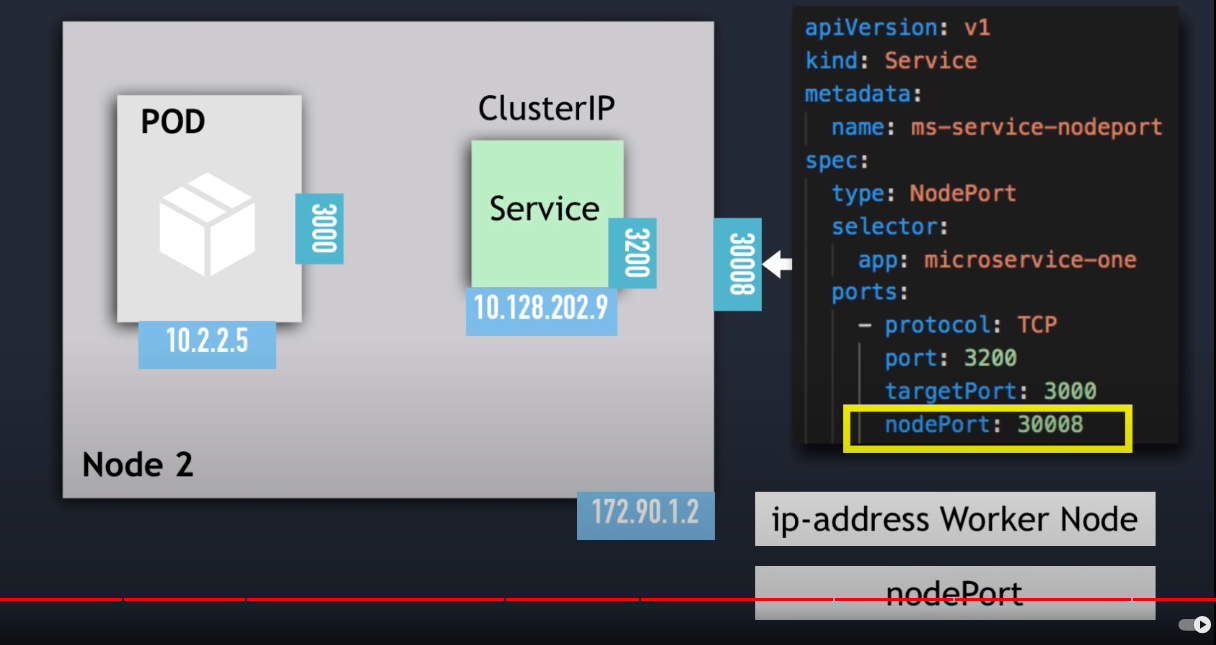 POD
3000
10.2.2.5
ClusterIP
Service
3200
10.128.202.9
30008
Node 2
172.90.1.2
apiVersion: v1
kind: Service
metadata:
name: ms-service-nodeport
spec:
type: NodePort
selector:
app: microservice-one
ports:
- protocol: TCP
port: 3200
targetPort: 3000
nodePort: 30008
ip-address Worker Node
nodePort